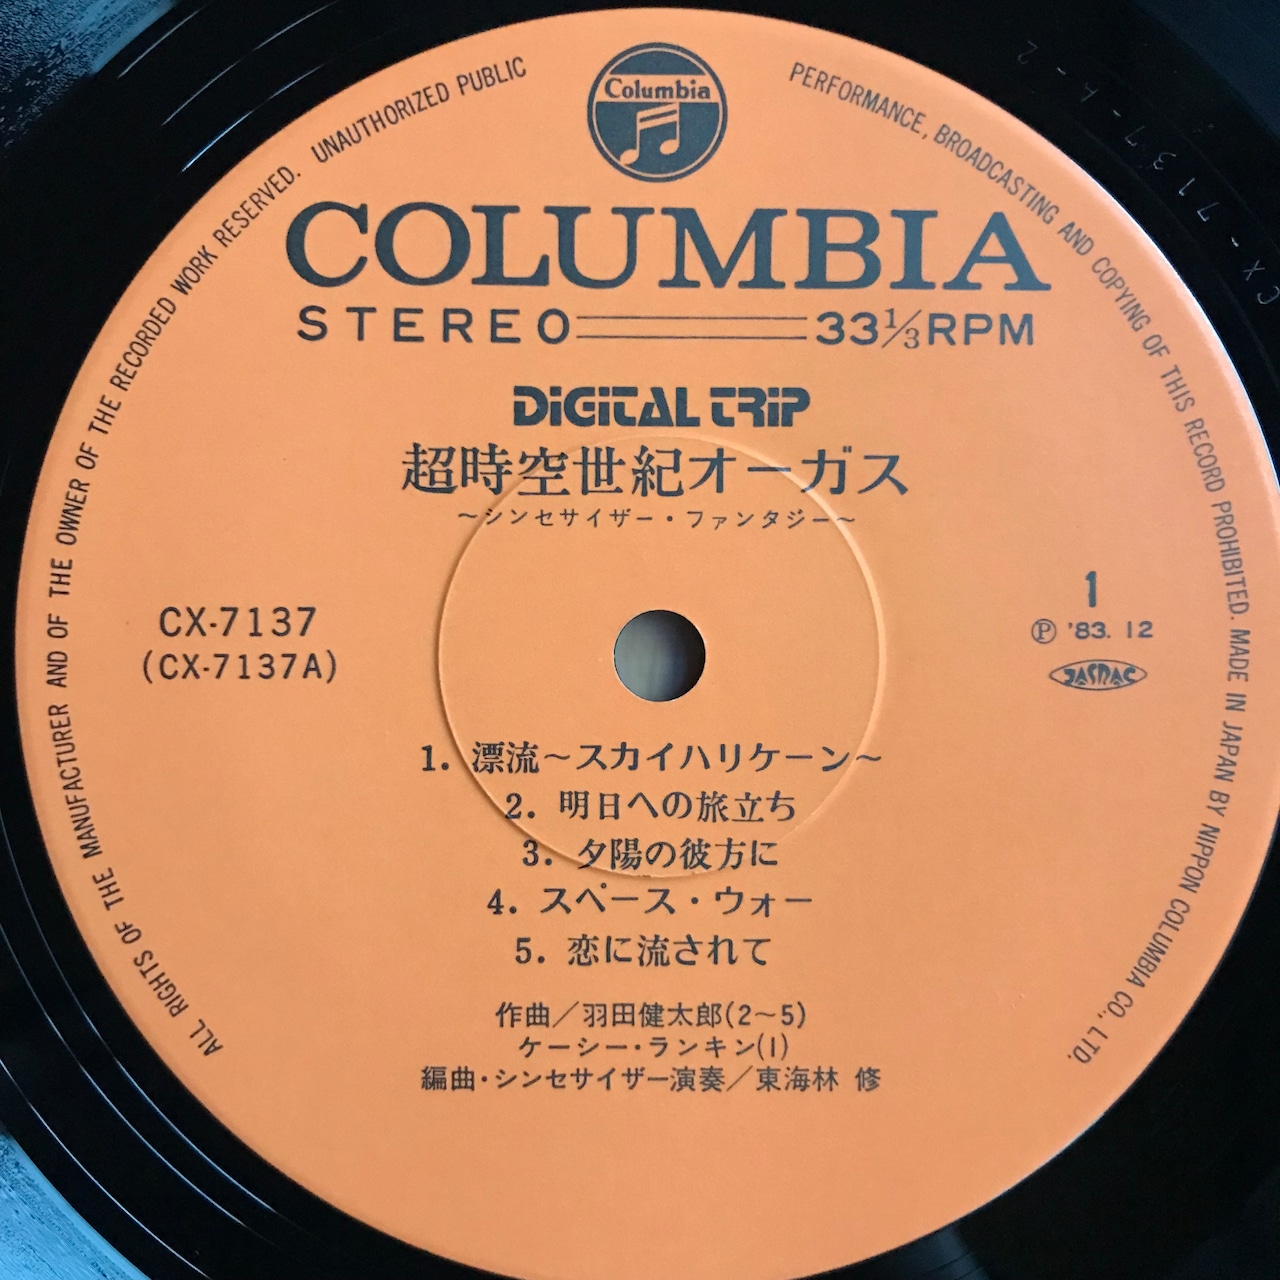 Columbia
COLUMBIA
STEREO 33⅓RPM
DIGITAL TRIP
超時空世紀オーガス
〜シンセサイザー・ファンタジー〜
CX-7137
(CX-7137A)
1
Ⓟ '83. 12
JASRAC
1. 漂流〜スカイハリケーン〜
2. 明日への旅立ち
3. 夕陽の彼方に
4. スペース・ウォー
5. 恋に流されて
作曲／羽田健太郎(2〜5)
ケーシー・ランキン(1)
編曲・シンセサイザー演奏／東海林 修
ALL RIGHTS OF THE MANUFACTURER AND OF THE OWNER OF THE RECORDED WORK RESERVED. UNAUTHORIZED PUBLIC PERFORMANCE, BROADCASTING AND COPYING OF THIS RECORD PROHIBITED. MADE IN JAPAN BY NIPPON COLUMBIA CO., LTD.